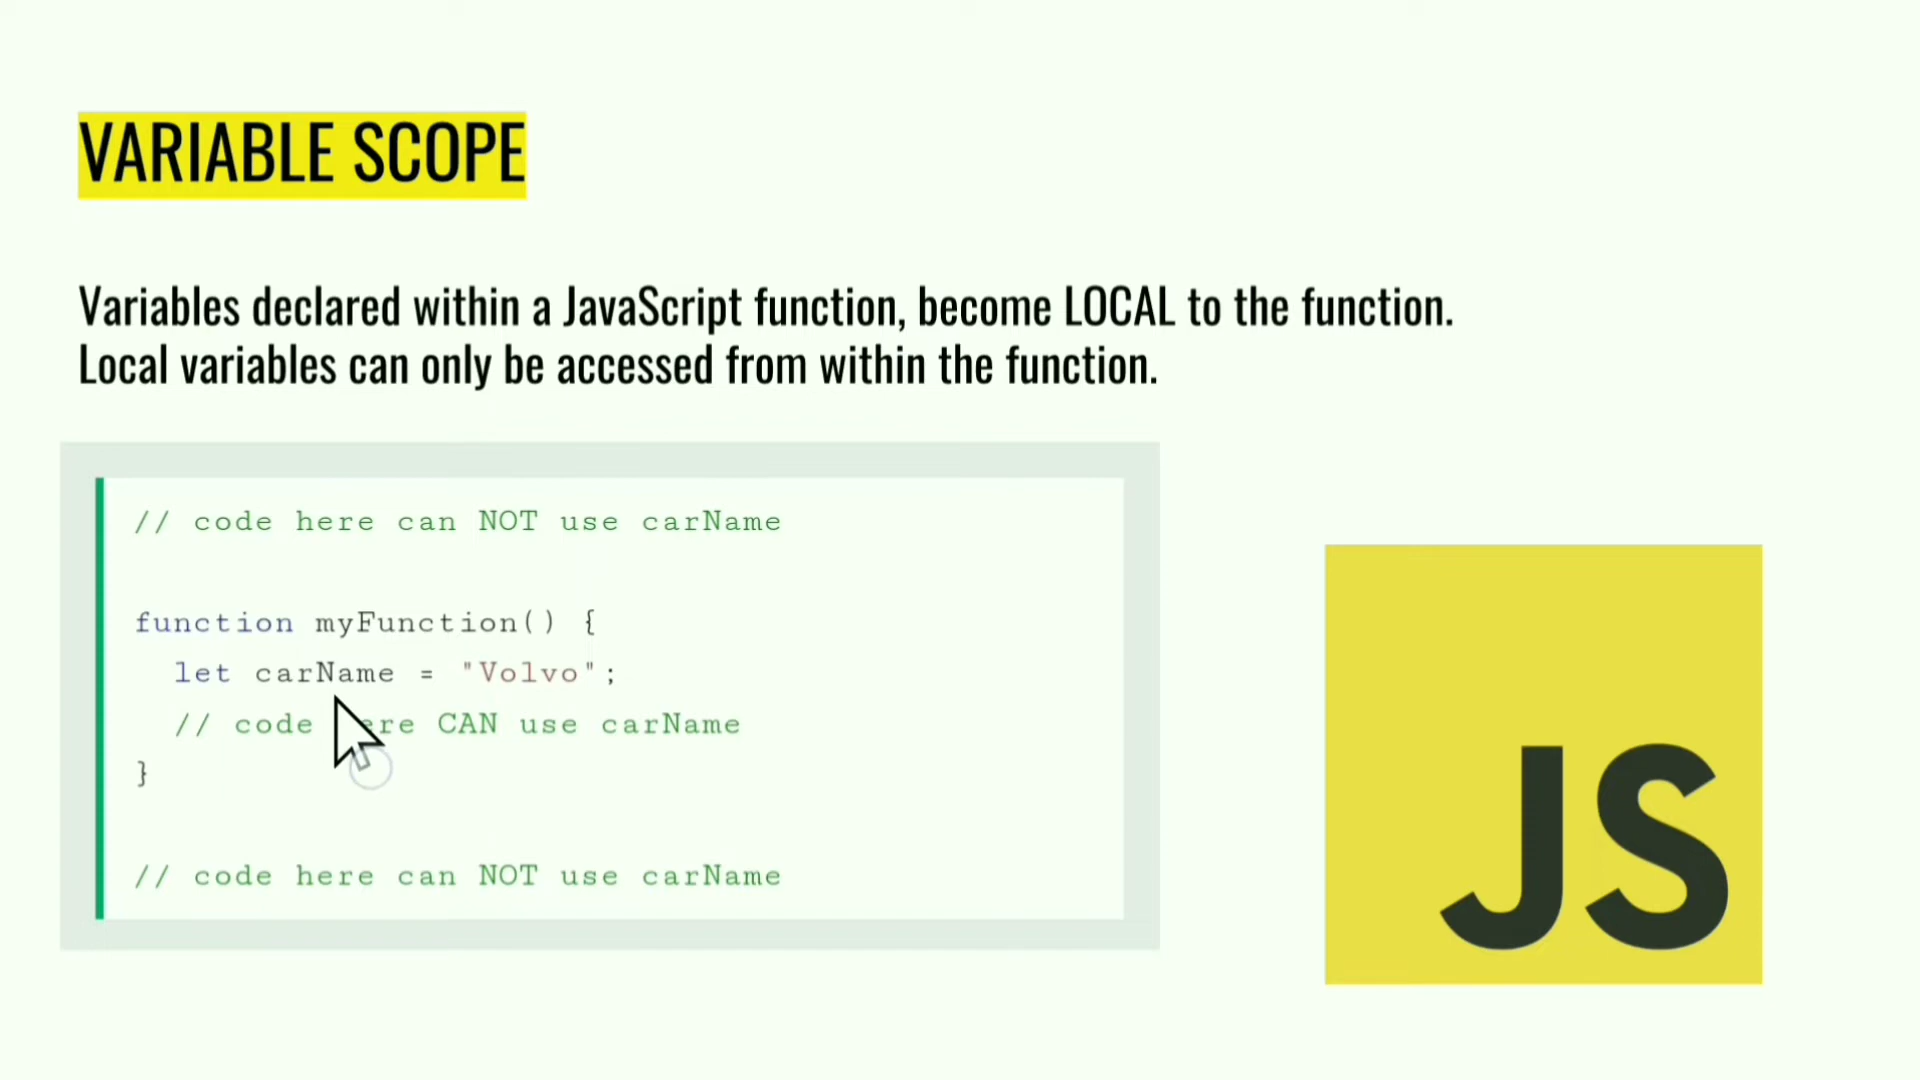 VARIABLE SCOPE
Variables declared within a JavaScript function, become LOCAL to the function.
Local variables can only be accessed from within the function.
// code here can NOT use carName
function myFunction() {
let carName = "Volvo";
// code here CAN use carName
}
// code here can NOT use carName
JS